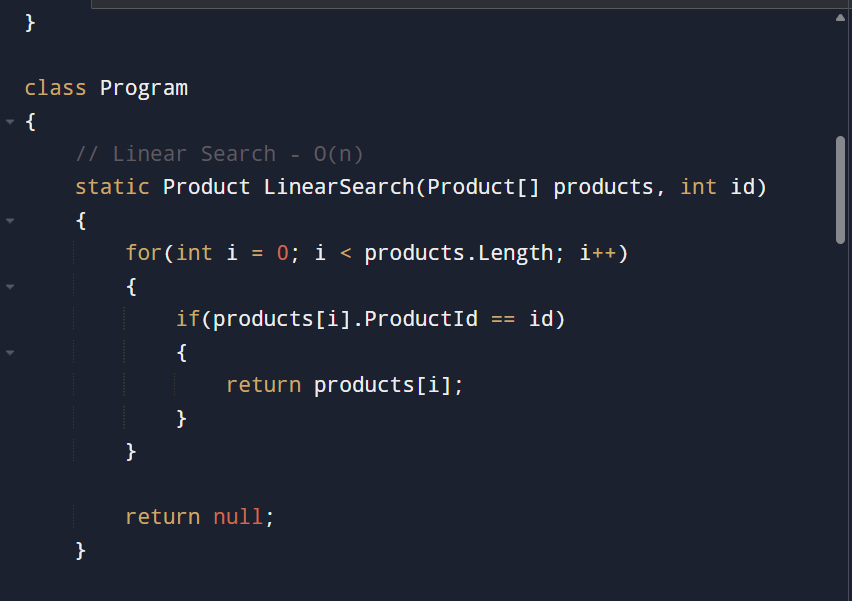 }
class Program
{
// Linear Search - O(n)
static Product LinearSearch(Product[] products, int id)
{
for(int i = 0; i < products.Length; i++)
{
if(products[i].ProductId == id)
{
return products[i];
}
}
return null;
}